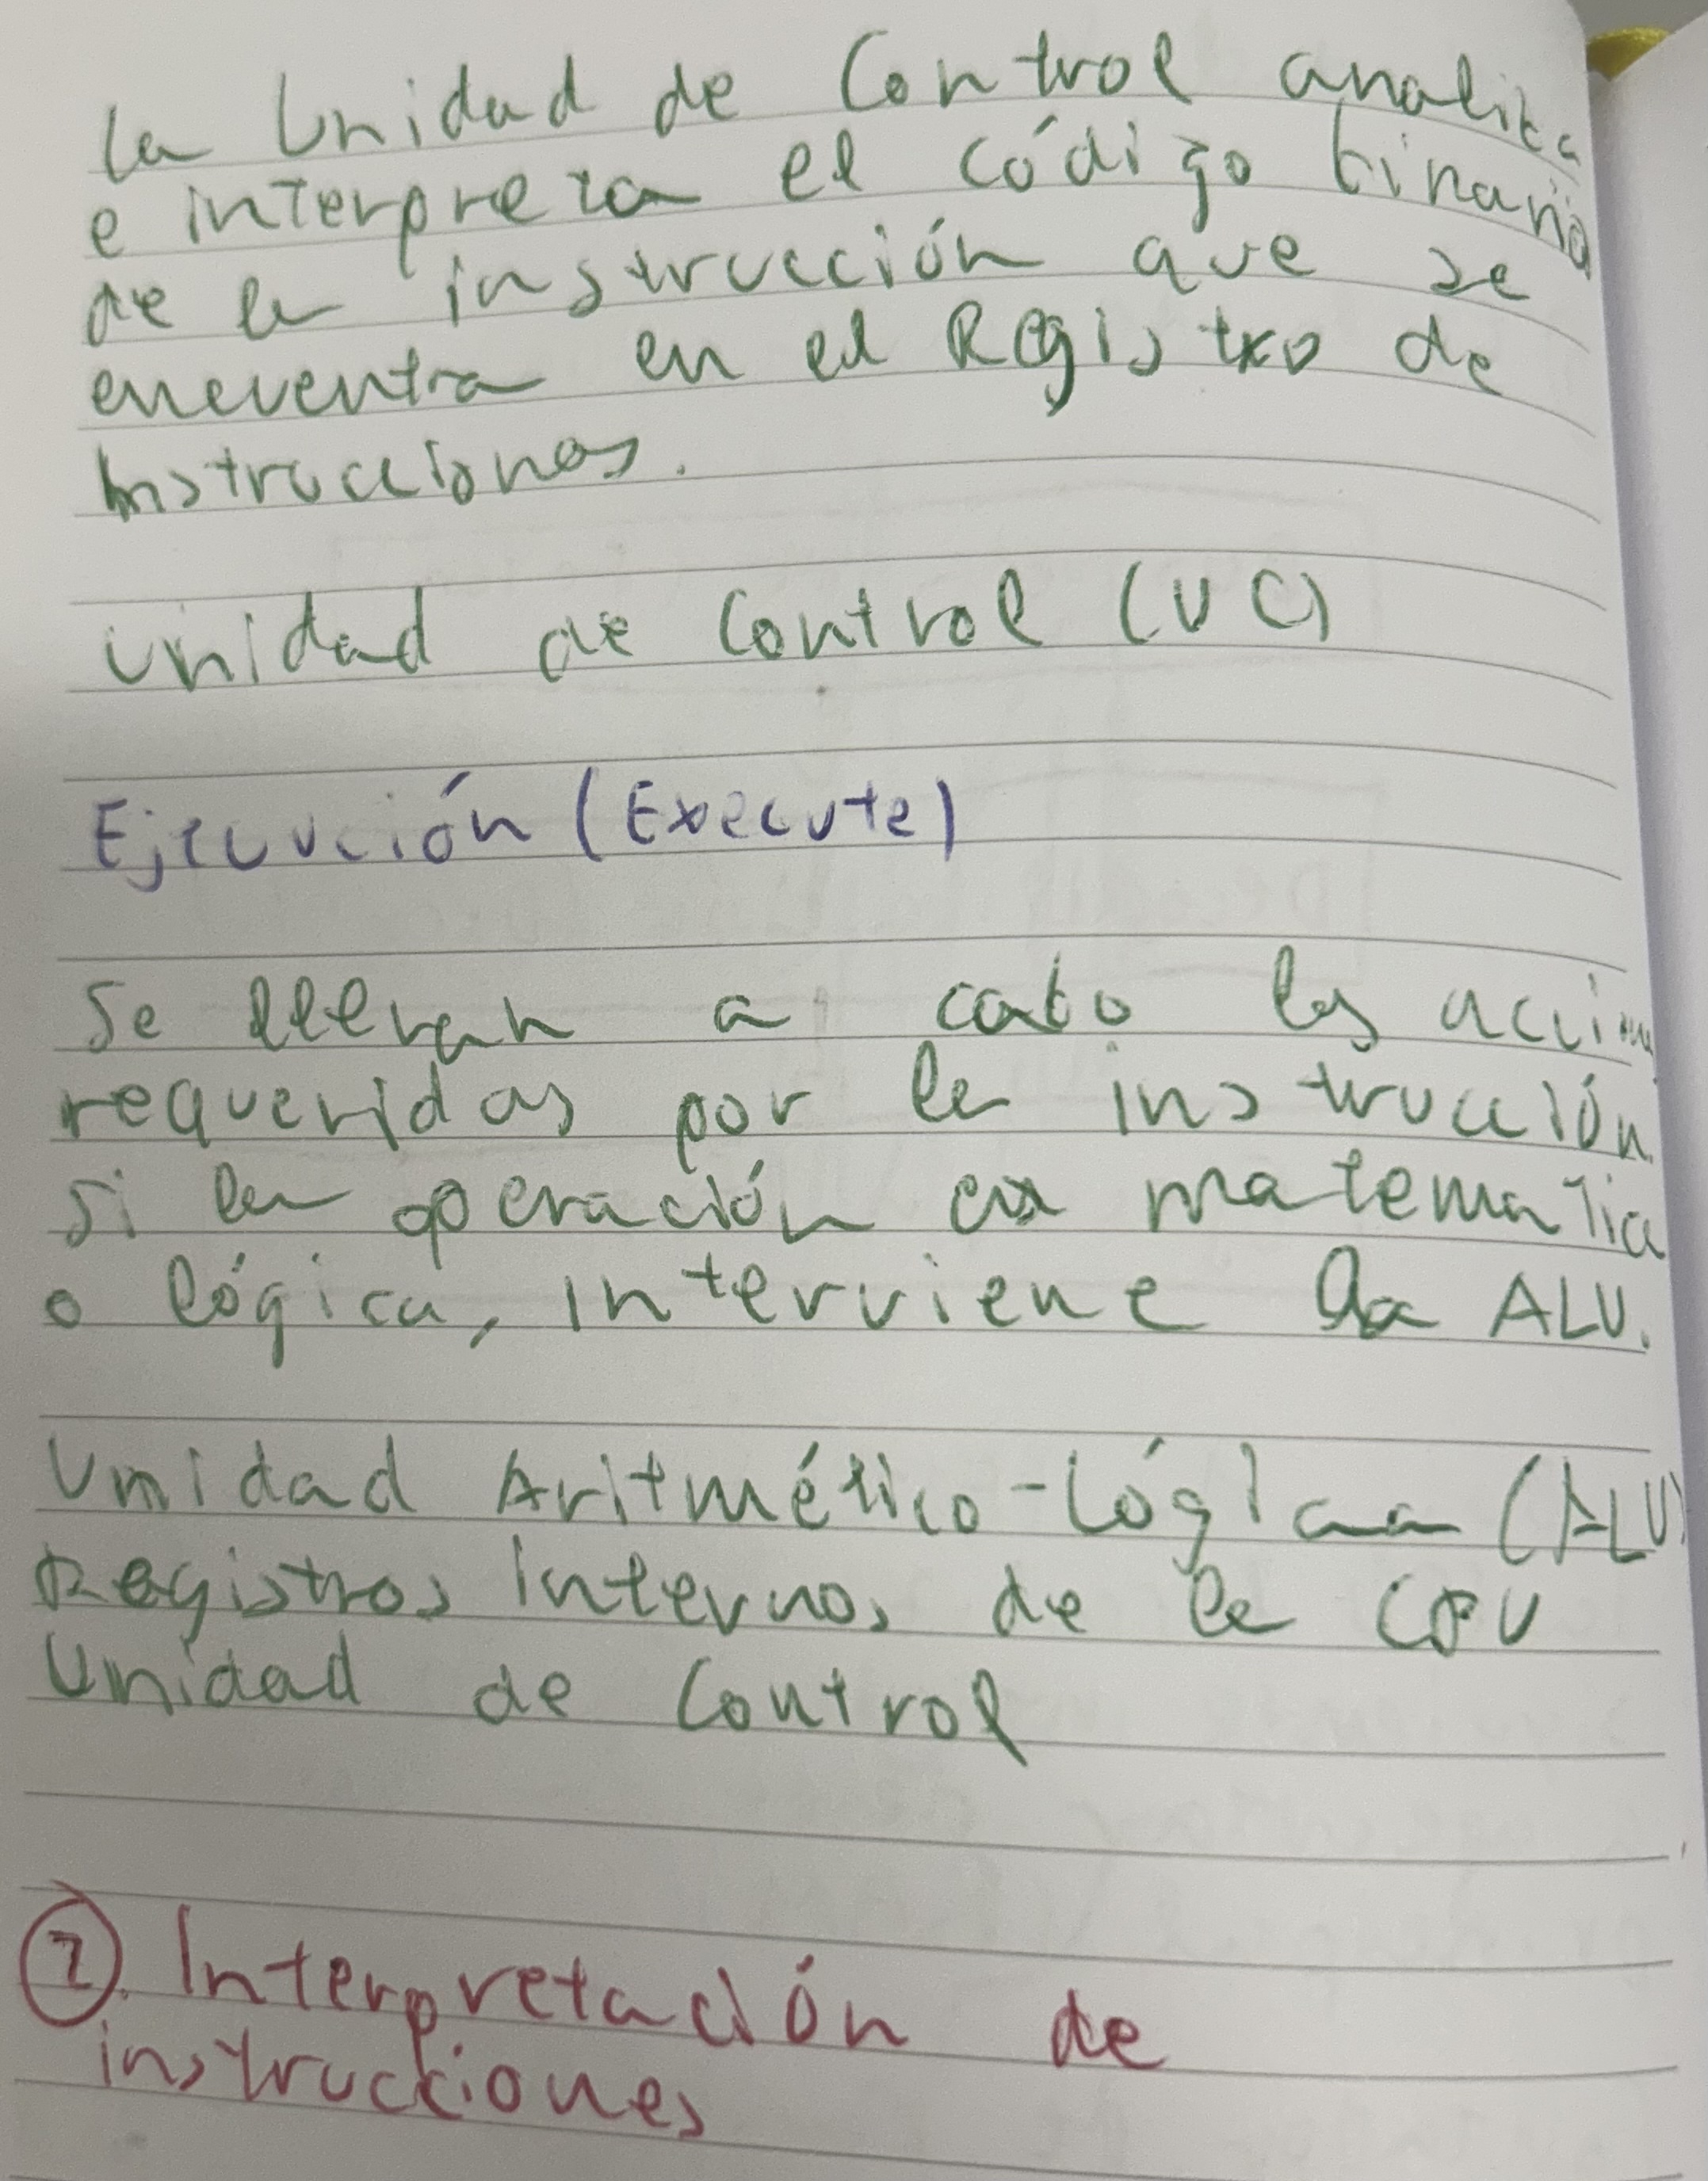 La Unidad de Control analiza
e interpreta el código binario
de la instrucción que se
encuentra en el Registro de
Instrucciones.
Unidad de Control (UC)
Ejecución (Execute)
Se llevan a cabo las
requeridas por la instrucción.
Si la operación es matematica
o lógica, interviene la ALU.
Unidad Aritmético-Lógica (ALU)
Registros internos de la CPU
Unidad de Control
2. Interpretación de
instrucciones